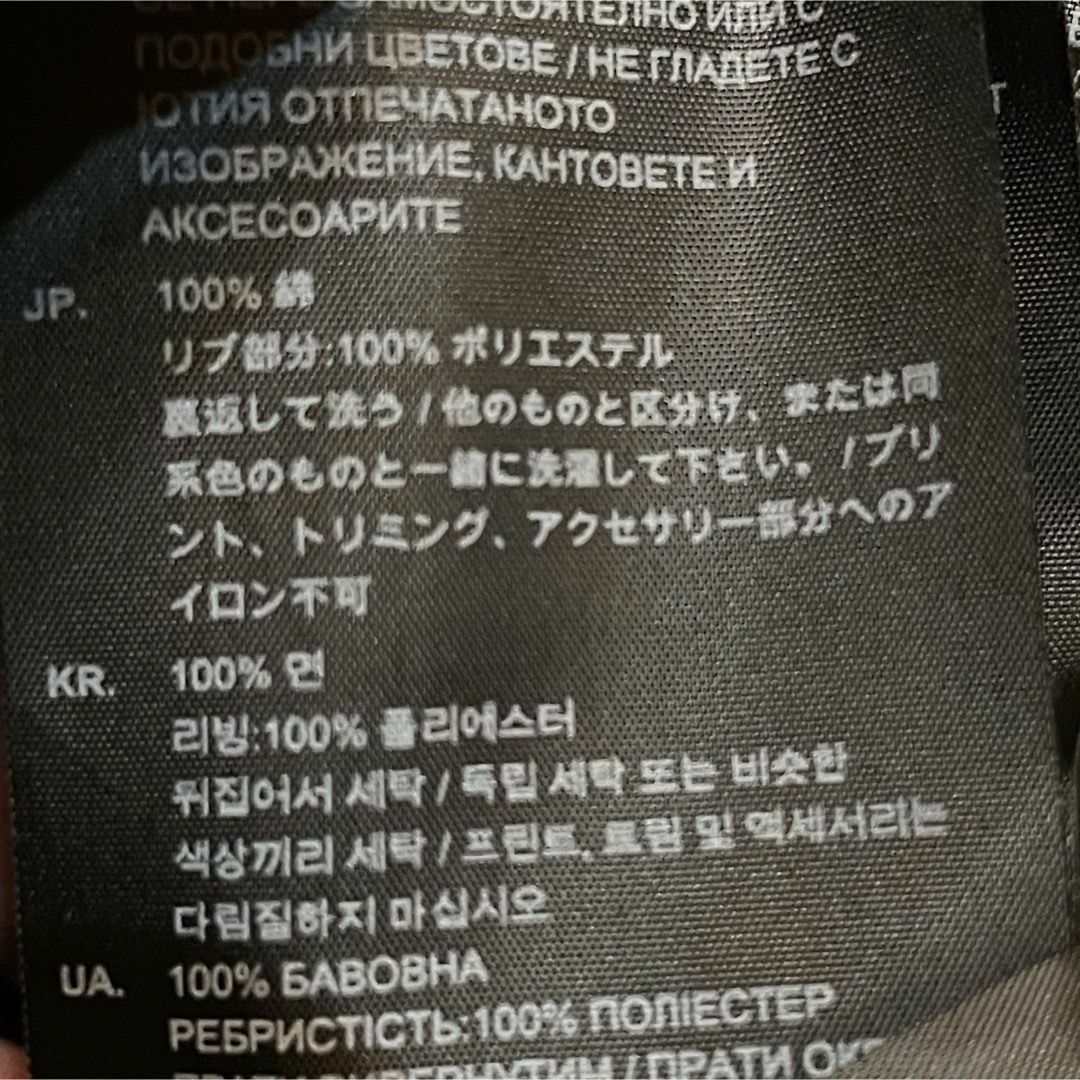 САМОСТОЯТЕЛНО ИЛИ С
ПОДОБНИ ЦВЕТОВЕ / НЕ ГЛАДЕТЕ С
ЮТИЯ ОТПЕЧАТАНОТО
ИЗОБРАЖЕНИЕ, КАНТОВЕТЕ И
АКСЕСОАРИТЕ
JP. 100% 綿
リブ部分:100% ポリエステル
裏返して洗う / 他のものと区分け、または同
系色のものと一緒に洗濯して下さい。/ プリ
ント、トリミング、アクセサリー部分へのア
イロン不可
KR. 100% 면
리빙:100% 폴리에스터
뒤집어서 세탁 / 독립 세탁 또는 비슷한
색상끼리 세탁 / 프린트, 트림 및 액세서리는
다림질하지 마십시오
UA. 100% БАВОВНА
РЕБРИСТІСТЬ:100% ПОЛІЕСТЕР
/ ПРАТИ